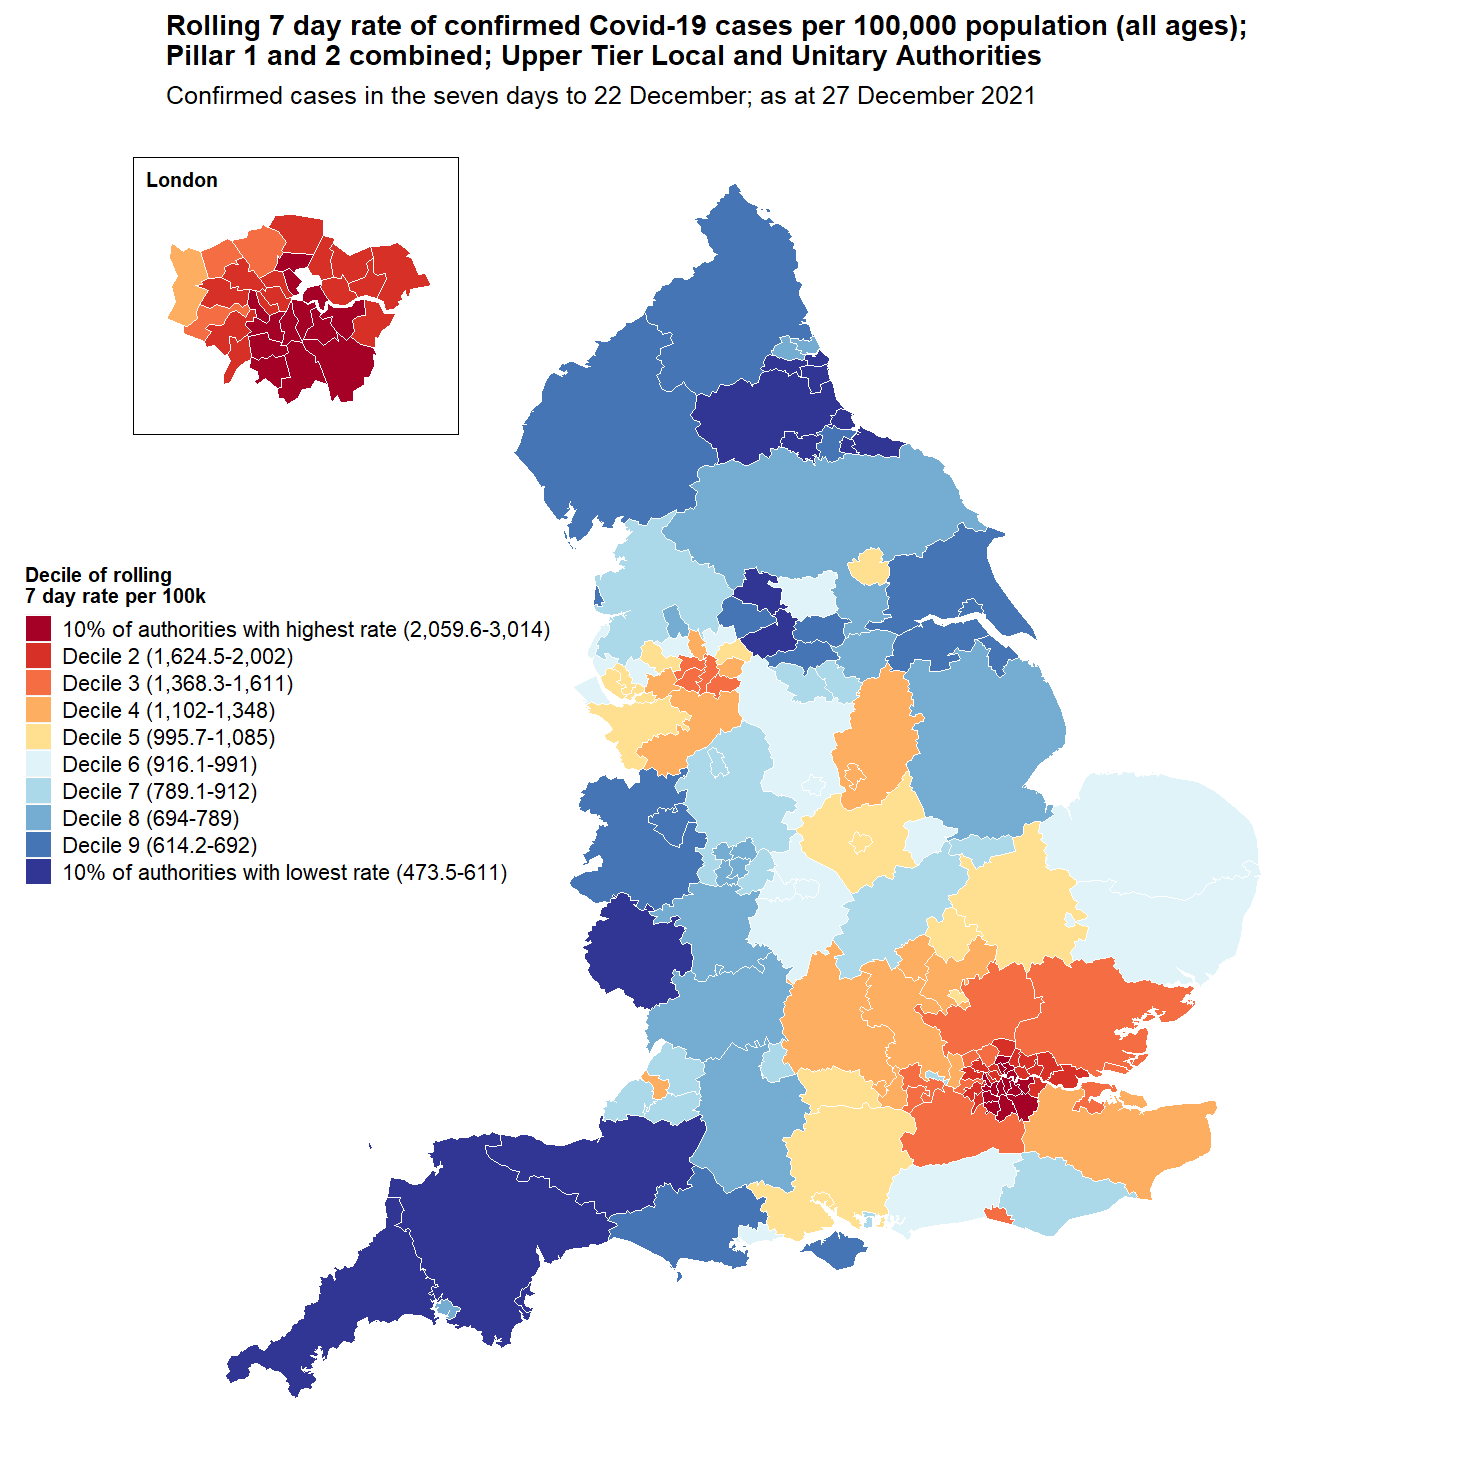 Rolling 7 day rate of confirmed Covid-19 cases per 100,000 population (all ages);
Pillar 1 and 2 combined; Upper Tier Local and Unitary Authorities
Confirmed cases in the seven days to 22 December; as at 27 December 2021
London
Decile of rolling
7 day rate per 100k
10% of authorities with highest rate (2,059.6-3,014)
Decile 2 (1,624.5-2,002)
Decile 3 (1,368.3-1,611)
Decile 4 (1,102-1,348)
Decile 5 (995.7-1,085)
Decile 6 (916.1-991)
Decile 7 (789.1-912)
Decile 8 (694-789)
Decile 9 (614.2-692)
10% of authorities with lowest rate (473.5-611)